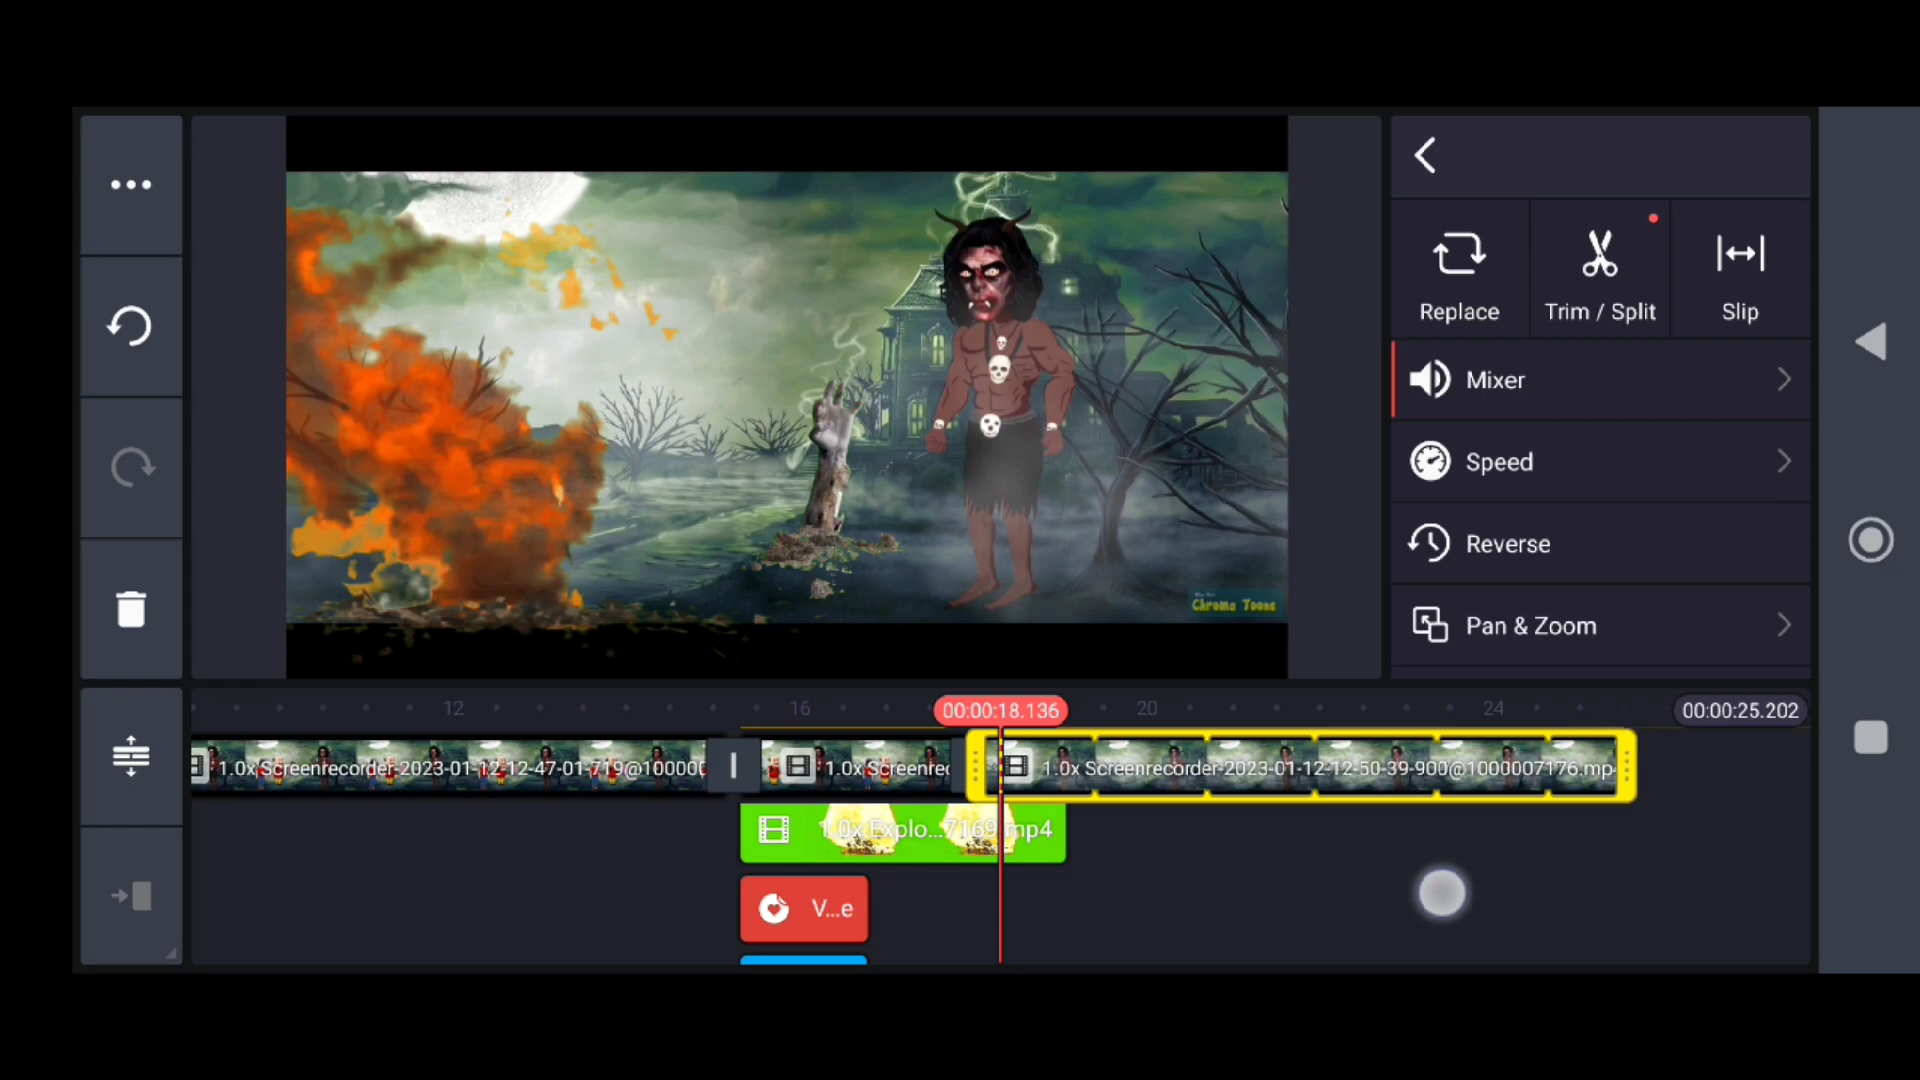 Replace
Trim / Split
Slip
Mixer
Speed
Reverse
Pan & Zoom
Chroma Toons
12
16
00:00:18.136
20
24
00:00:25.202
1.0x Screenrecorder-2023-01-12-12-47-01-719@10000
1.0x Screenrec
1.0x Screenrecorder-2023-01-12-12-50-39-900@1000007176.mp
1.0x Explo...7169.mp4
V...e